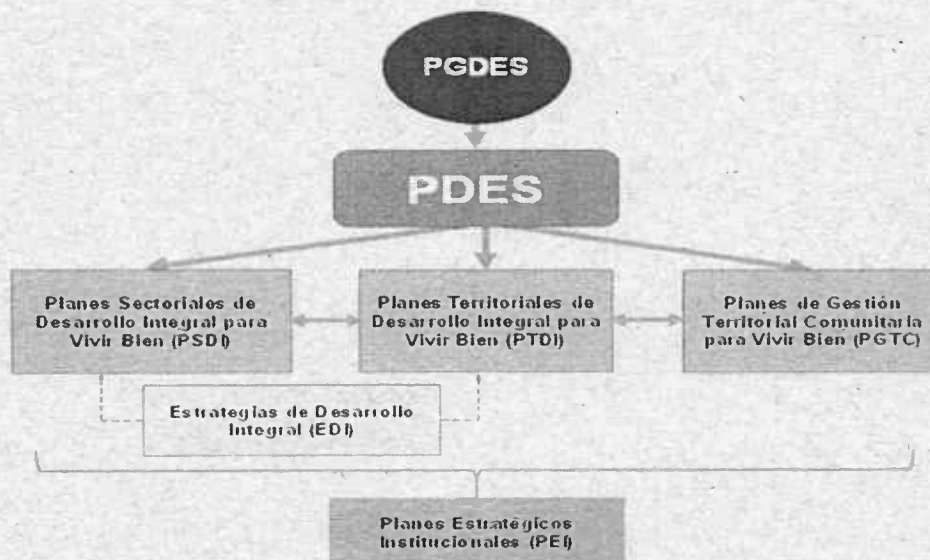 PGDES
PDES
Planes Sectoriales de
Desarrollo Integral para
Vivir Bien (PSDI)
Planes Territoriales de
Desarrollo Integral para
Vivir Bien (PTDI)
Planes de Gestión
Territorial Comunitaria
para Vivir Bien (PGTC)
Estrategias de Desarrollo
Integral (EDI)
Planes Estratégicos
Institucionales (PEI)